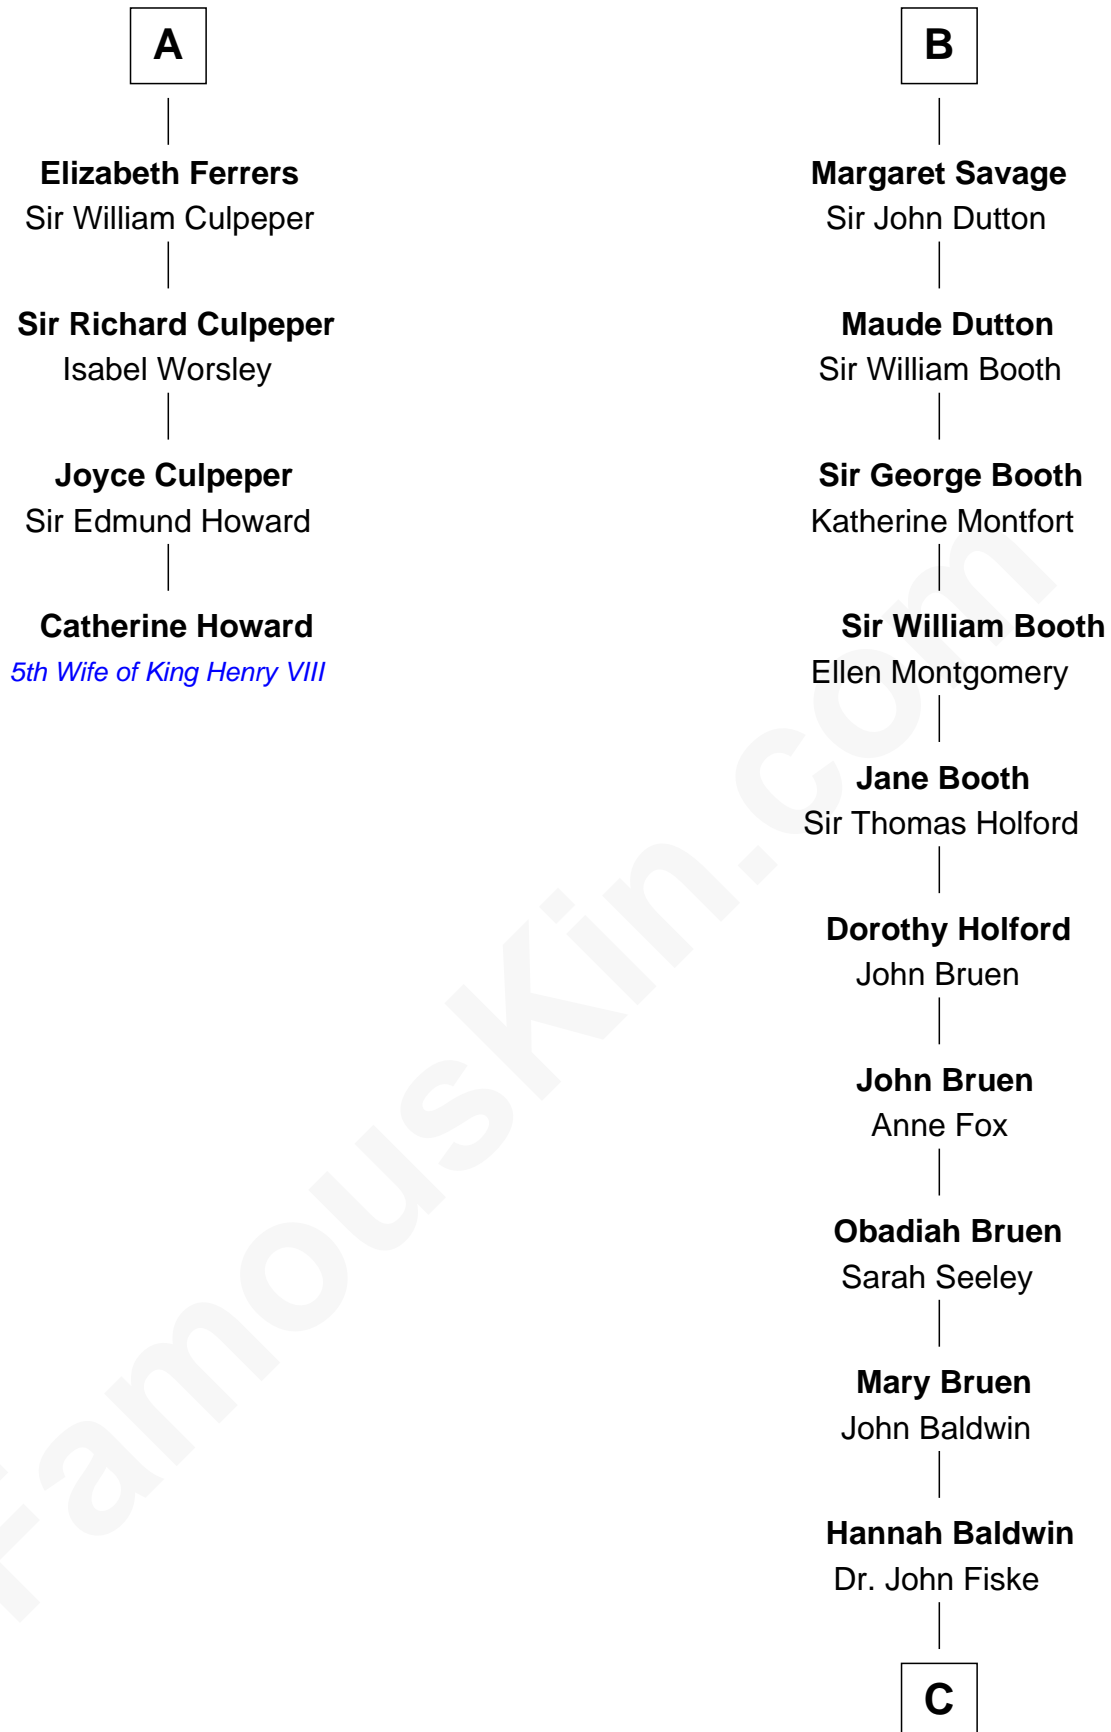 A
Elizabeth Ferrers
Sir William Culpeper
Sir Richard Culpeper
Isabel Worsley
Joyce Culpeper
Sir Edmund Howard
Catherine Howard
5th Wife of King Henry VIII
B
Margaret Savage
Sir John Dutton
Maude Dutton
Sir William Booth
Sir George Booth
Katherine Montfort
Sir William Booth
Ellen Montgomery
Jane Booth
Sir Thomas Holford
Dorothy Holford
John Bruen
John Bruen
Anne Fox
Obadiah Bruen
Sarah Seeley
Mary Bruen
John Baldwin
Hannah Baldwin
Dr. John Fiske
C
FamousKin.com